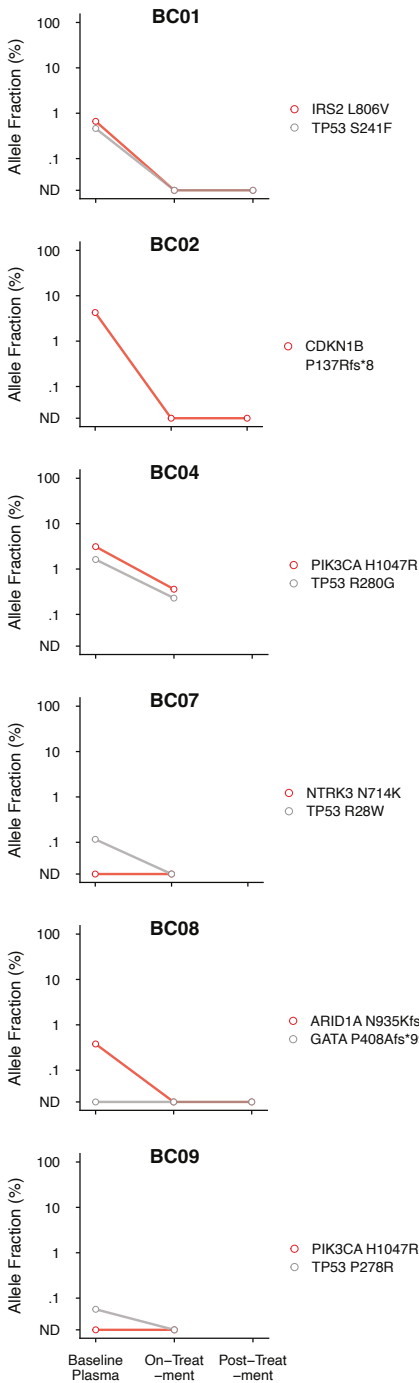 BC01
Allele Fraction (%)
100
10
1
.1
ND
IRS2 L806V
TP53 S241F
BC02
Allele Fraction (%)
100
10
1
.1
ND
CDKN1B
P137Rfs*8
BC04
Allele Fraction (%)
100
10
1
.1
ND
PIK3CA H1047R
TP53 R280G
BC07
Allele Fraction (%)
100
10
1
.1
ND
NTRK3 N714K
TP53 R28W
BC08
Allele Fraction (%)
100
10
1
.1
ND
ARID1A N935Kfs
GATA P408Afs*9
BC09
Allele Fraction (%)
100
10
1
.1
ND
PIK3CA H1047R
TP53 P278R
Baseline
Plasma
On-Treat
-ment
Post-Treat
-ment